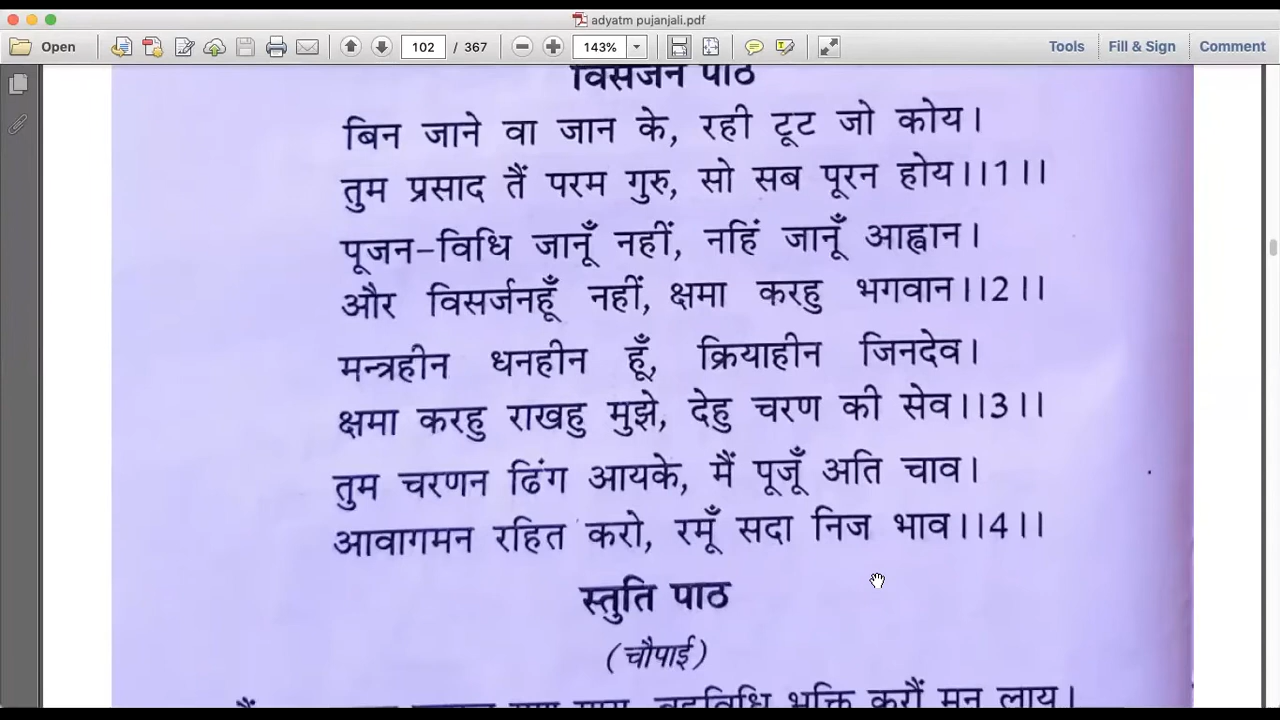 adyatm pujanjali.pdf
Open 102 / 367 143% Tools Fill & Sign Comment
विसर्जन पाठ
बिन जाने वा जान के, रही टूट जो कोय।
तुम प्रसाद तैं परम गुरु, सो सब पूरन होय।।1।।
पूजन-विधि जानूँ नहीं, नहिं जानूँ आह्वान।
और विसर्जनहूँ नहीं, क्षमा करहु भगवान।।2।।
मन्त्रहीन धनहीन हूँ, क्रियाहीन जिनदेव।
क्षमा करहु राखहु मुझे, देहु चरण की सेव।।3।।
तुम चरणन ढिंग आयके, मैं पूजूँ अति चाव।
आवागमन रहित करो, रमूँ सदा निज भाव।।4।।
स्तुति पाठ
(चौपाई)
बहुविधि भक्ति करौं मन लाय।